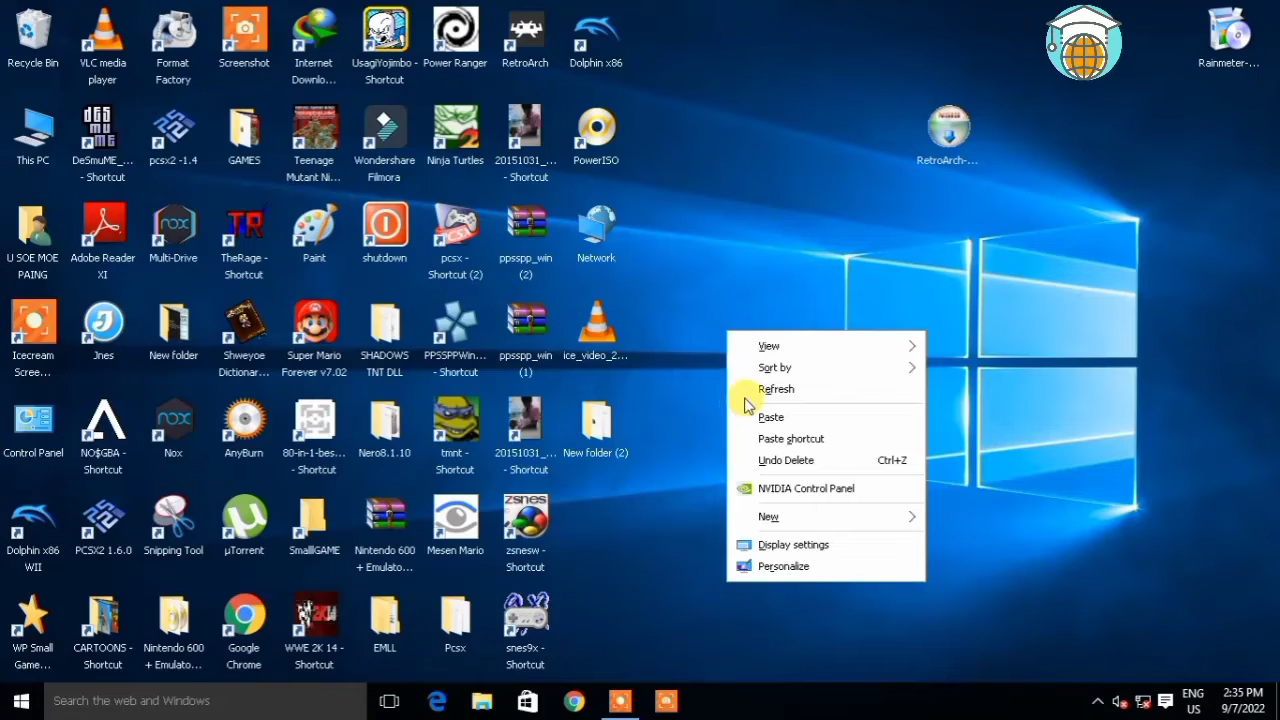 Recycle Bin
VLC media
player
Format
Factory
Screenshot
Internet
Downlo...
UsagiYojimbo -
Shortcut
Power Ranger
RetroArch
Dolphin x86
Rainmeter-...
This PC
DeSmuME_...
- Shortcut
pcsx2 -1.4
GAMES
Teenage
Mutant Ni...
Wondershare
Filmora
Ninja Turtles
20151031_...
- Shortcut
PowerISO
RetroArch-...
U SOE MOE
PAING
Adobe Reader
XI
Multi-Drive
TheRage -
Shortcut
Paint
shutdown
pcsx -
Shortcut (2)
ppsspp_win
(2)
Network
Icecream
Scree...
Jnes
New folder
Shweyoe
Dictionar...
Super Mario
Forever v7.02
SHADOWS
TNT DLL
PPSSPPWin...
- Shortcut
ppsspp_win
(1)
ice_video_2...
Control Panel
NO$GBA -
Shortcut
Nox
AnyBurn
80-in-1-bes...
- Shortcut
Nero8.1.10
tmnt -
Shortcut
20151031_...
- Shortcut
New folder (2)
Dolphin x86
WII
PCSX2 1.6.0
Snipping Tool
µTorrent
SmallGAME
Nintendo 600
+ Emulato...
Mesen Mario
zsnesw -
Shortcut
WP Small
Game...
CARTOONS -
Shortcut
Nintendo 600
+ Emulato...
Google
Chrome
WWE 2K 14 -
Shortcut
EMLL
Pcsx
snes9x -
Shortcut
View
Sort by
Refresh
Paste
Paste shortcut
Undo Delete Ctrl+Z
NVIDIA Control Panel
New
Display settings
Personalize
Search the web and Windows
ENG
US
2:35 PM
9/7/2022